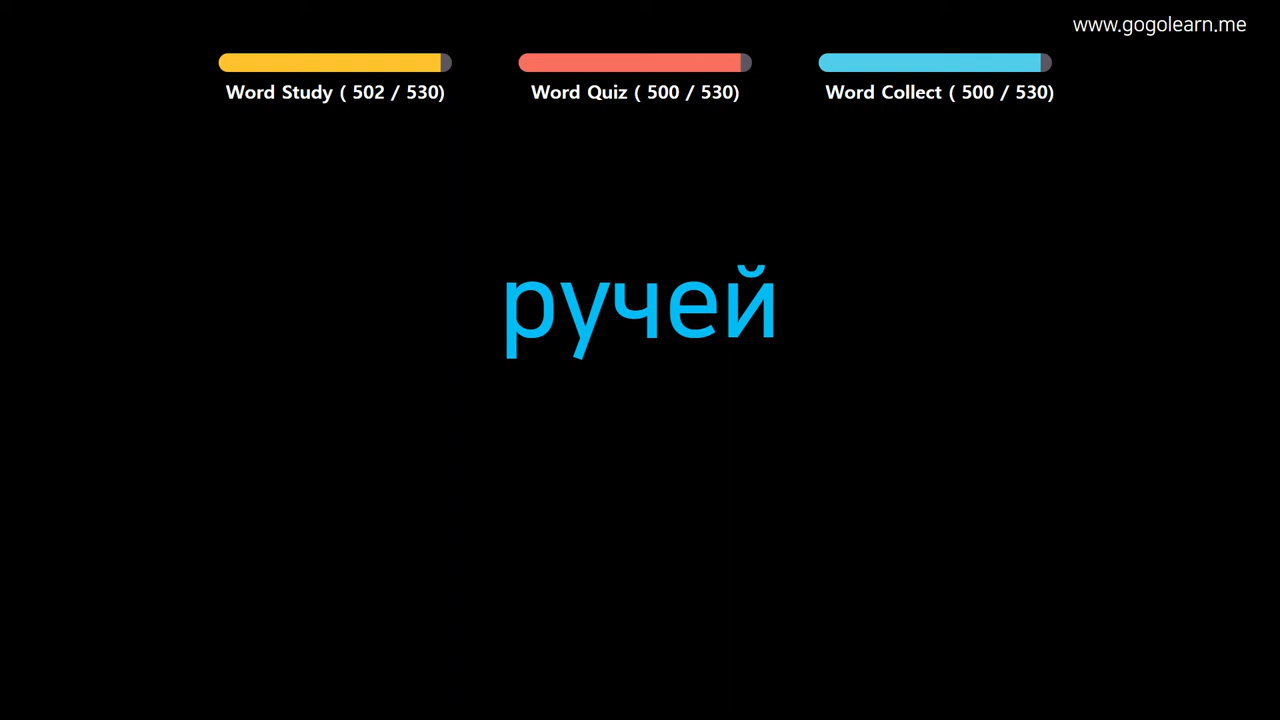 www.gogolearn.me
Word Study ( 502 / 530)
Word Quiz ( 500 / 530)
Word Collect ( 500 / 530)
ручей